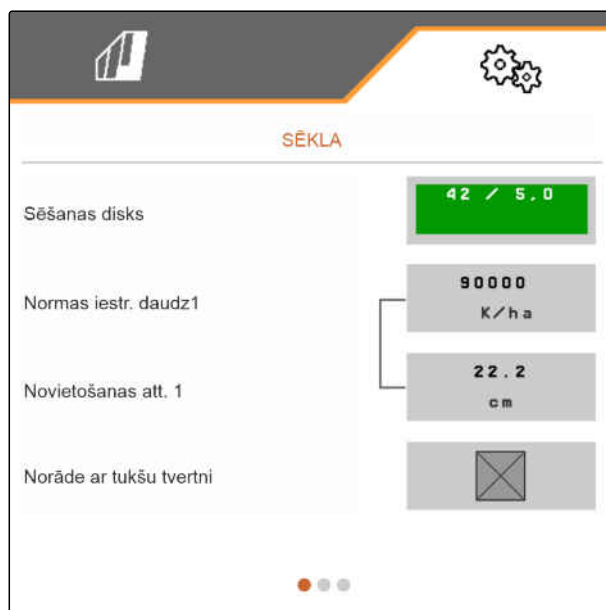 SĒKLA
Sēšanas disks
42 / 5,0
Normas iestr. daudz1
90000
K/ha
Novietošanas att. 1
22.2
cm
Norāde ar tukšu tvertni